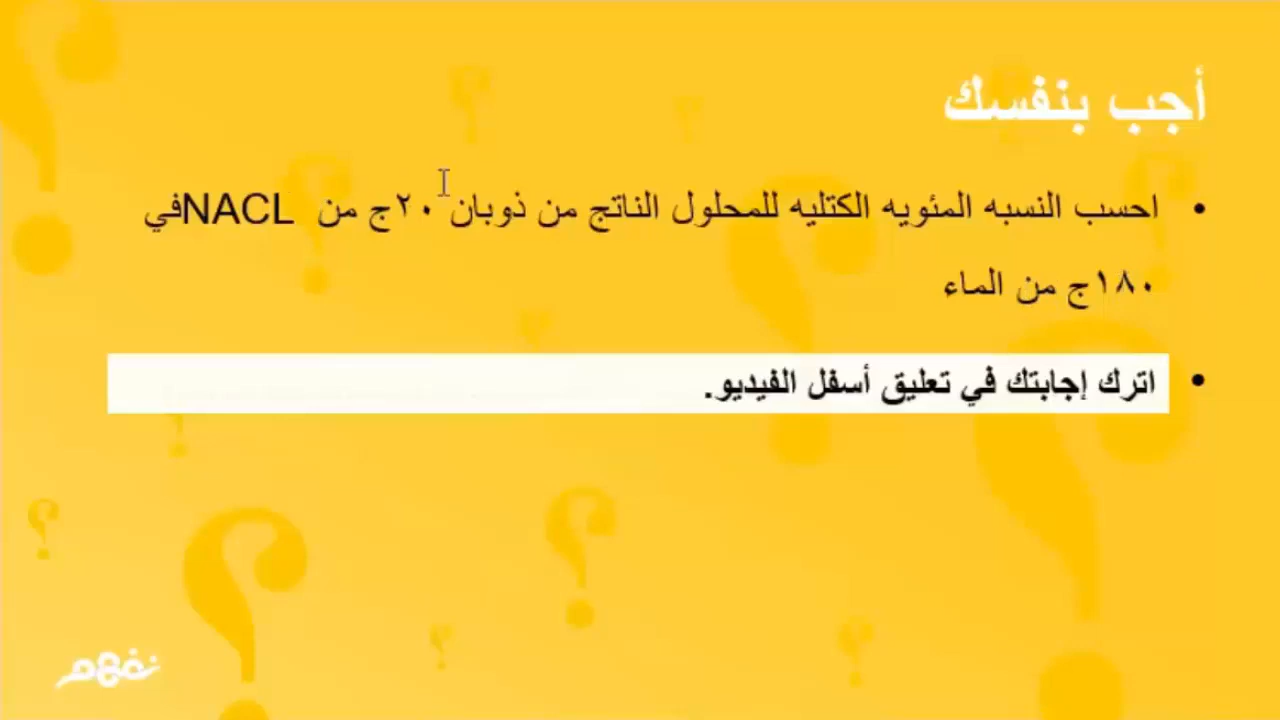 أجب بنفسك
• احسب النسبه المئويه الكتليه للمحلول الناتج من ذوبان ٢٠ج من NACLفي
١٨٠ج من الماء
• اترك إجابتك في تعليق أسفل الفيديو.
نفهم